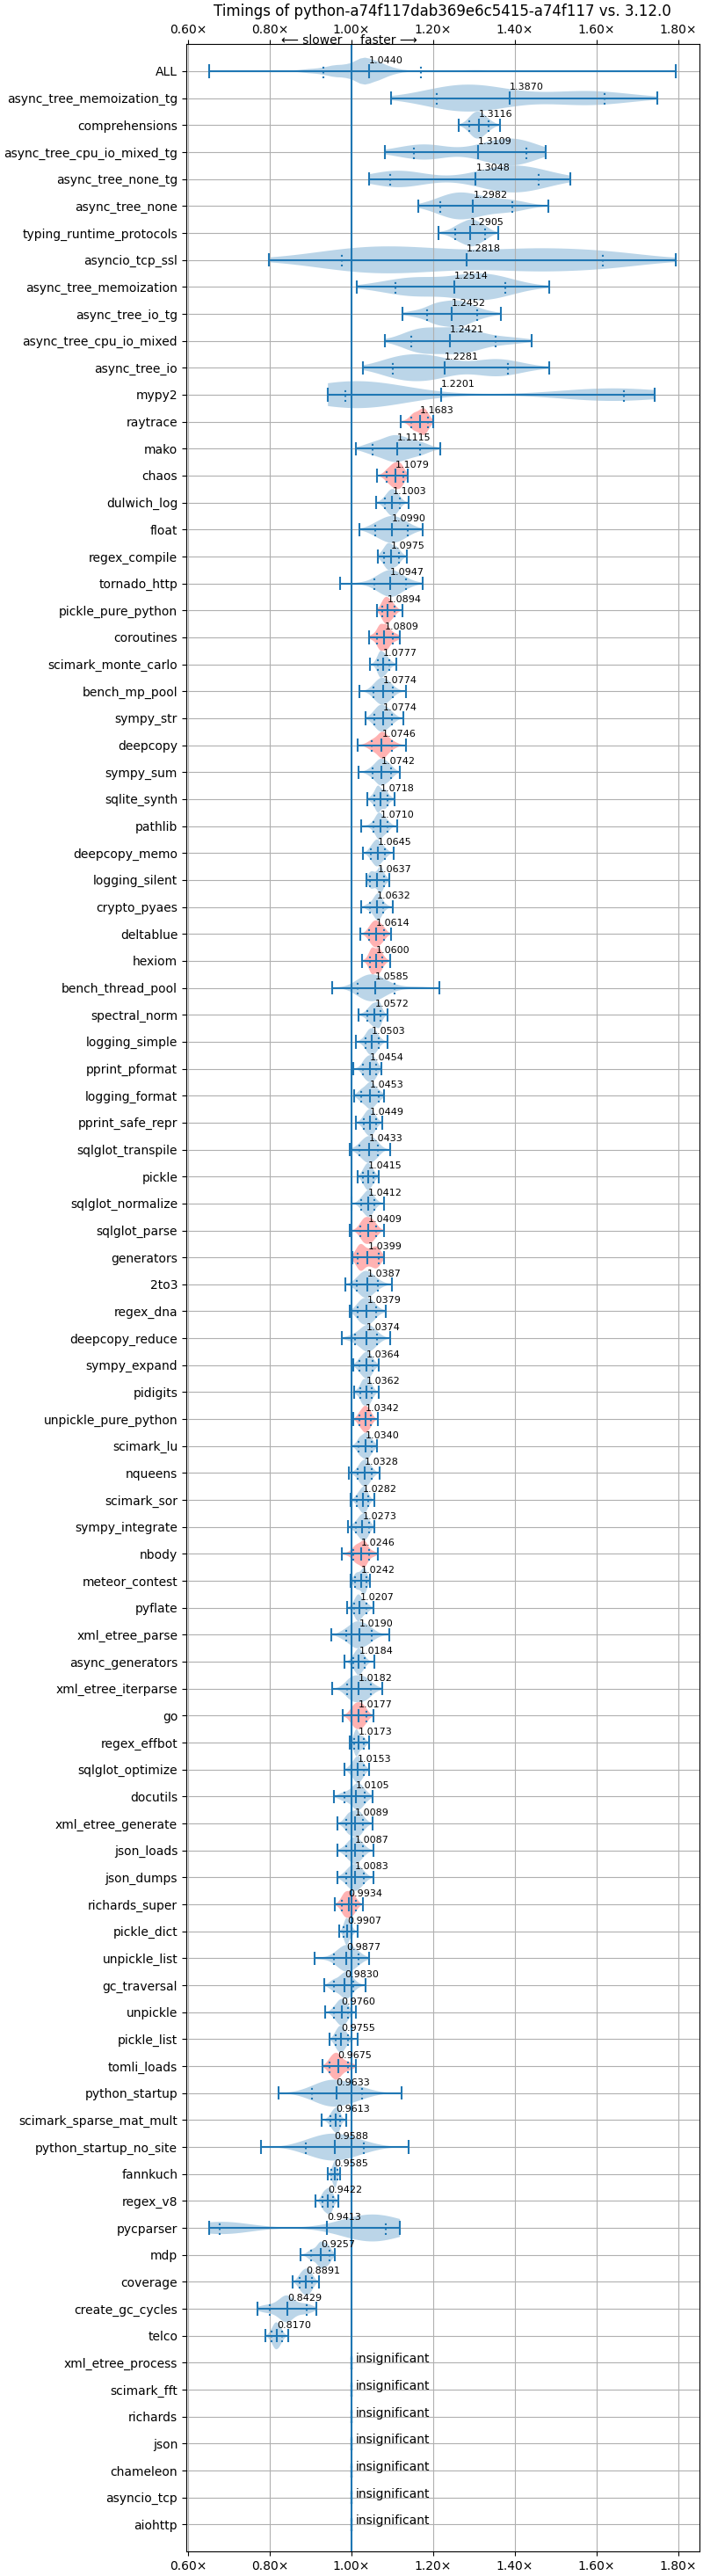 Timings of python-a74f117dab369e6c5415-a74f117 vs. 3.12.0
0.60× 0.80× 1.00× 1.20× 1.40× 1.60× 1.80×
⟵ slower faster ⟶
ALL 1.0440
async_tree_memoization_tg 1.3870
comprehensions 1.3116
async_tree_cpu_io_mixed_tg 1.3109
async_tree_none_tg 1.3048
async_tree_none 1.2982
typing_runtime_protocols 1.2905
asyncio_tcp_ssl 1.2818
async_tree_memoization 1.2514
async_tree_io_tg 1.2452
async_tree_cpu_io_mixed 1.2421
async_tree_io 1.2281
mypy2 1.2201
raytrace 1.1683
mako 1.1115
chaos 1.1079
dulwich_log 1.1003
float 1.0990
regex_compile 1.0975
tornado_http 1.0947
pickle_pure_python 1.0894
coroutines 1.0809
scimark_monte_carlo 1.0777
bench_mp_pool 1.0774
sympy_str 1.0774
deepcopy 1.0746
sympy_sum 1.0742
sqlite_synth 1.0718
pathlib 1.0710
deepcopy_memo 1.0645
logging_silent 1.0637
crypto_pyaes 1.0632
deltablue 1.0614
hexiom 1.0600
bench_thread_pool 1.0585
spectral_norm 1.0572
logging_simple 1.0503
pprint_pformat 1.0454
logging_format 1.0453
pprint_safe_repr 1.0449
sqlglot_transpile 1.0433
pickle 1.0415
sqlglot_normalize 1.0412
sqlglot_parse 1.0409
generators 1.0399
2to3 1.0387
regex_dna 1.0379
deepcopy_reduce 1.0374
sympy_expand 1.0364
pidigits 1.0362
unpickle_pure_python 1.0342
scimark_lu 1.0340
nqueens 1.0328
scimark_sor 1.0282
sympy_integrate 1.0273
nbody 1.0246
meteor_contest 1.0242
pyflate 1.0207
xml_etree_parse 1.0190
async_generators 1.0184
xml_etree_iterparse 1.0182
go 1.0177
regex_effbot 1.0173
sqlglot_optimize 1.0153
docutils 1.0105
xml_etree_generate 1.0089
json_loads 1.0087
json_dumps 1.0083
richards_super 0.9934
pickle_dict 0.9907
unpickle_list 0.9877
gc_traversal 0.9830
unpickle 0.9760
pickle_list 0.9755
tomli_loads 0.9675
python_startup 0.9633
scimark_sparse_mat_mult 0.9613
python_startup_no_site 0.9588
fannkuch 0.9585
regex_v8 0.9422
pycparser 0.9413
mdp 0.9257
coverage 0.8891
create_gc_cycles 0.8429
telco 0.8170
xml_etree_process insignificant
scimark_fft insignificant
richards insignificant
json insignificant
chameleon insignificant
asyncio_tcp insignificant
aiohttp insignificant
0.60× 0.80× 1.00× 1.20× 1.40× 1.60× 1.80×